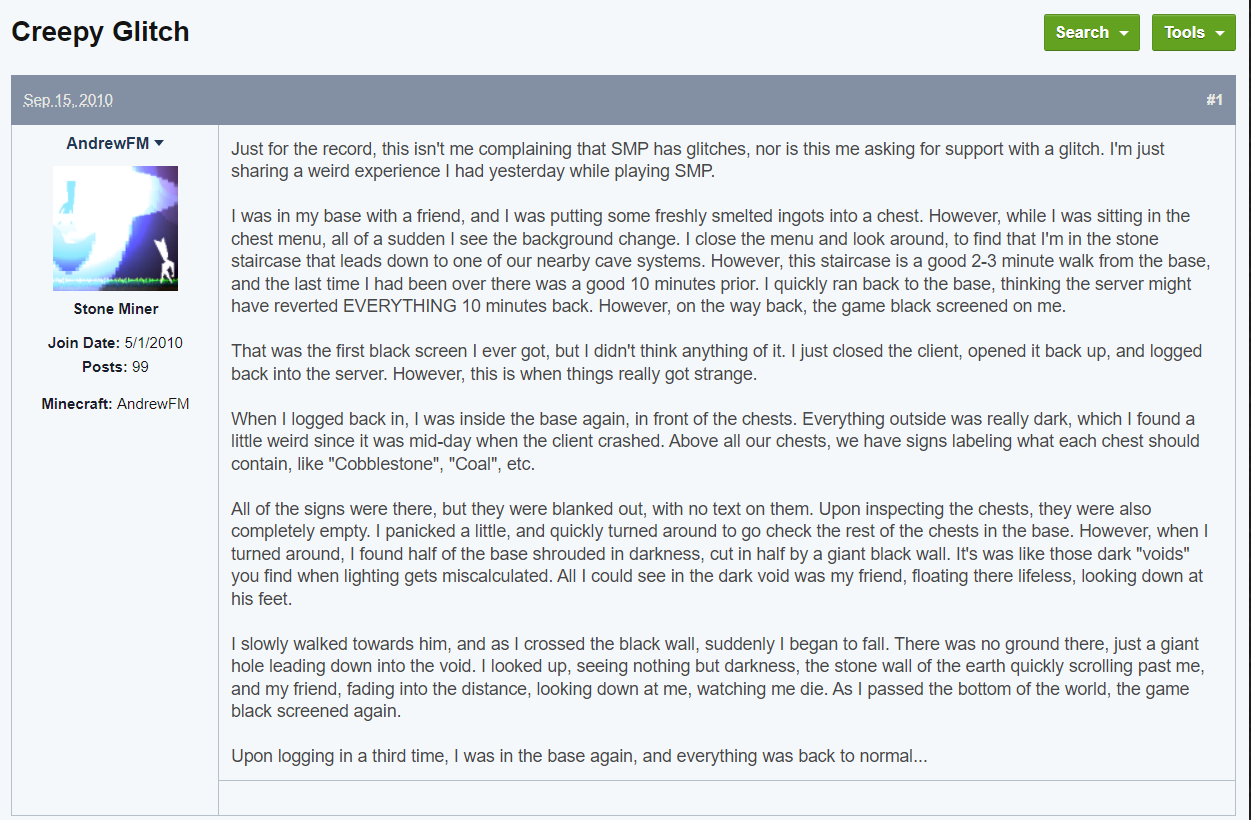 Creepy Glitch
Search
Tools
Sep 15, 2010
#1
AndrewFM
Stone Miner
Join Date: 5/1/2010
Posts: 99
Minecraft: AndrewFM
Just for the record, this isn't me complaining that SMP has glitches, nor is this me asking for support with a glitch. I'm just
sharing a weird experience I had yesterday while playing SMP.
I was in my base with a friend, and I was putting some freshly smelted ingots into a chest. However, while I was sitting in the
chest menu, all of a sudden I see the background change. I close the menu and look around, to find that I'm in the stone
staircase that leads down to one of our nearby cave systems. However, this staircase is a good 2-3 minute walk from the base,
and the last time I had been over there was a good 10 minutes prior. I quickly ran back to the base, thinking the server might
have reverted EVERYTHING 10 minutes back. However, on the way back, the game black screened on me.
That was the first black screen I ever got, but I didn't think anything of it. I just closed the client, opened it back up, and logged
back into the server. However, this is when things really got strange.
When I logged back in, I was inside the base again, in front of the chests. Everything outside was really dark, which I found a
little weird since it was mid-day when the client crashed. Above all our chests, we have signs labeling what each chest should
contain, like "Cobblestone", "Coal", etc.
All of the signs were there, but they were blanked out, with no text on them. Upon inspecting the chests, they were also
completely empty. I panicked a little, and quickly turned around to go check the rest of the chests in the base. However, when I
turned around, I found half of the base shrouded in darkness, cut in half by a giant black wall. It's was like those dark "voids"
you find when lighting gets miscalculated. All I could see in the dark void was my friend, floating there lifeless, looking down at
his feet.
I slowly walked towards him, and as I crossed the black wall, suddenly I began to fall. There was no ground there, just a giant
hole leading down into the void. I looked up, seeing nothing but darkness, the stone wall of the earth quickly scrolling past me,
and my friend, fading into the distance, looking down at me, watching me die. As I passed the bottom of the world, the game
black screened again.
Upon logging in a third time, I was in the base again, and everything was back to normal...